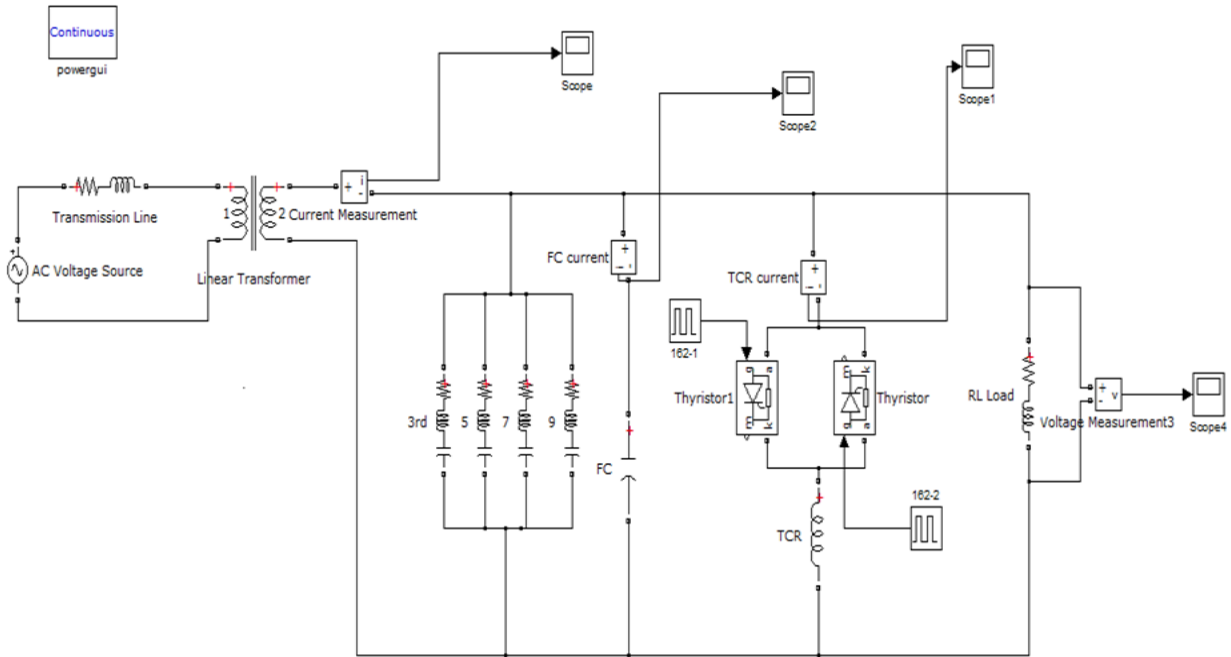 Continuous
powergui
Scope
Scope2
Scope1
+
i
-
Current Measurement
+
Transmission Line
+
1
+
2
Linear Transformer
+
AC Voltage Source
+
i
-
FC current
+
i
-
TCR current
162-1
g
a
m
k
Thyristor1
m
k
g
a
Thyristor
+
RL Load
+
-
v
Voltage Measurement3
Scope4
+
3rd
+
5
+
7
+
9
+
FC
+
TCR
162-2